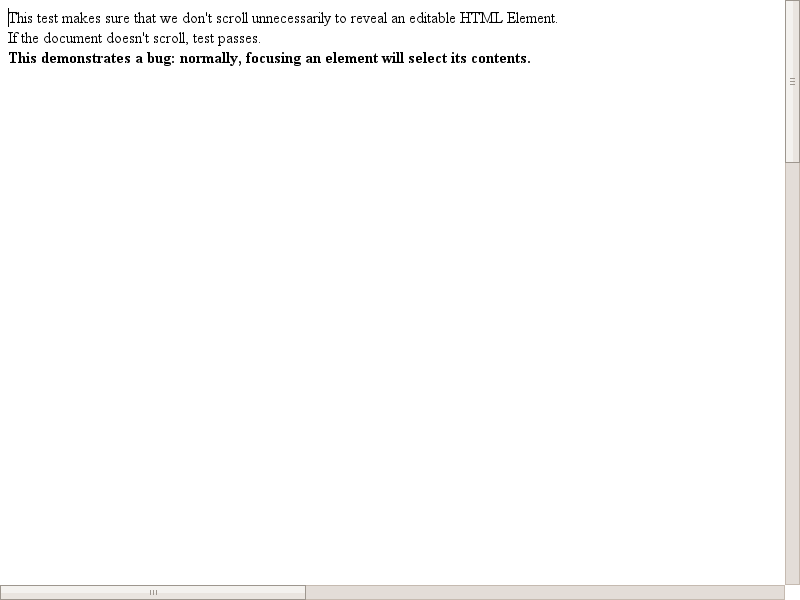 This test makes sure that we don't scroll unnecessarily to reveal an editable HTML Element.
If the document doesn't scroll, test passes.
This demonstrates a bug: normally, focusing an element will select its contents.